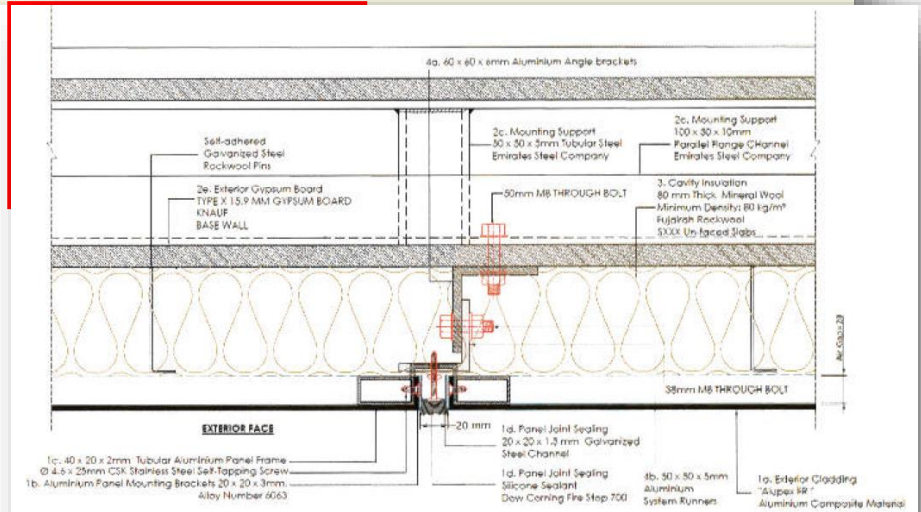 4a. 60 x 60 x 6mm Aluminium Angle brackets
Self-adhered
Galvanized Steel
Rockwool Pins
2c. Mounting Support
50 x 50 x 5mm Tubular Steel
Emirates Steel Company
2c. Mounting Support
100 x 50 x 10mm
Parallel Flange Channel
Emirates Steel Company
2e. Exterior Gypsum Board
TYPE X 15.9 MM GYPSUM BOARD
KNAUF
BASE WALL
50mm M8 THROUGH BOLT
3. Cavity Insulation
80 mm Thick Mineral Wool
Minimum Density: 80 kg/m³
Fujairah Rockwool
SXXX Un-faced Slabs
Air Gap
38mm M8 THROUGH BOLT
EXTERIOR FACE
20 mm
1c. 40 x 20 x 2mm Tubular Aluminium Panel Frame
Ø 4.6 x 25mm CSK Stainless Steel Self-Tapping Screw
1b. Aluminium Panel Mounting Brackets 20 x 20 x 3mm.
Alloy Number 6063
1d. Panel Joint Sealing
20 x 20 x 1.5 mm Galvanized
Steel Channel
1d. Panel Joint Sealing
Silicone Sealant
Dow Corning Fire Stop 700
4b. 50 x 50 x 5mm
Aluminium
System Runners
1a. Exterior Cladding
"Alupex FR"
Aluminium Composite Material